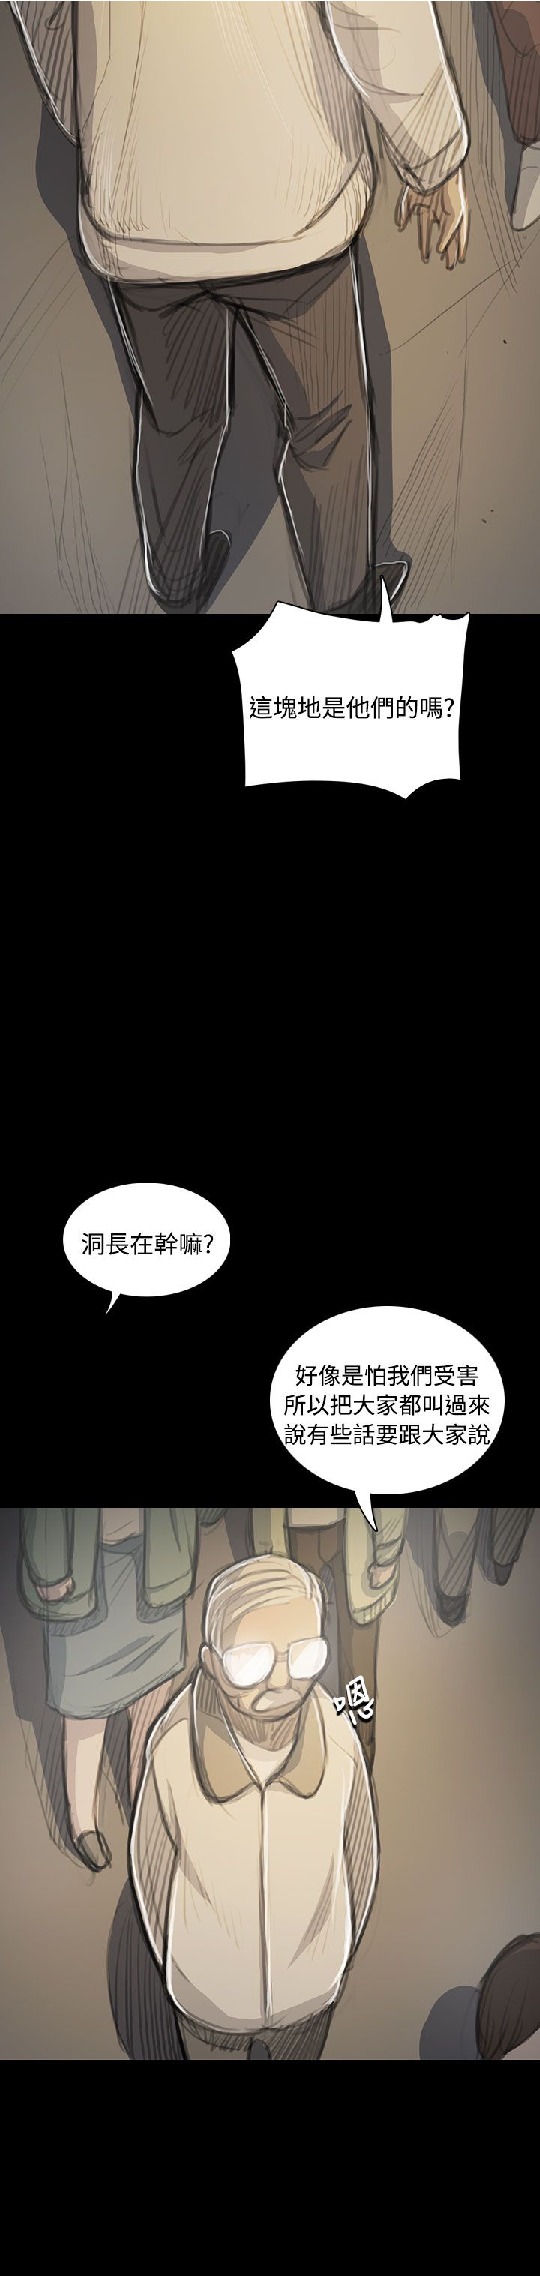 這塊地是他們的嗎?
洞長在幹嘛?
好像是怕我們受害
所以把大家都叫過來
說有些話要跟大家說
嗯